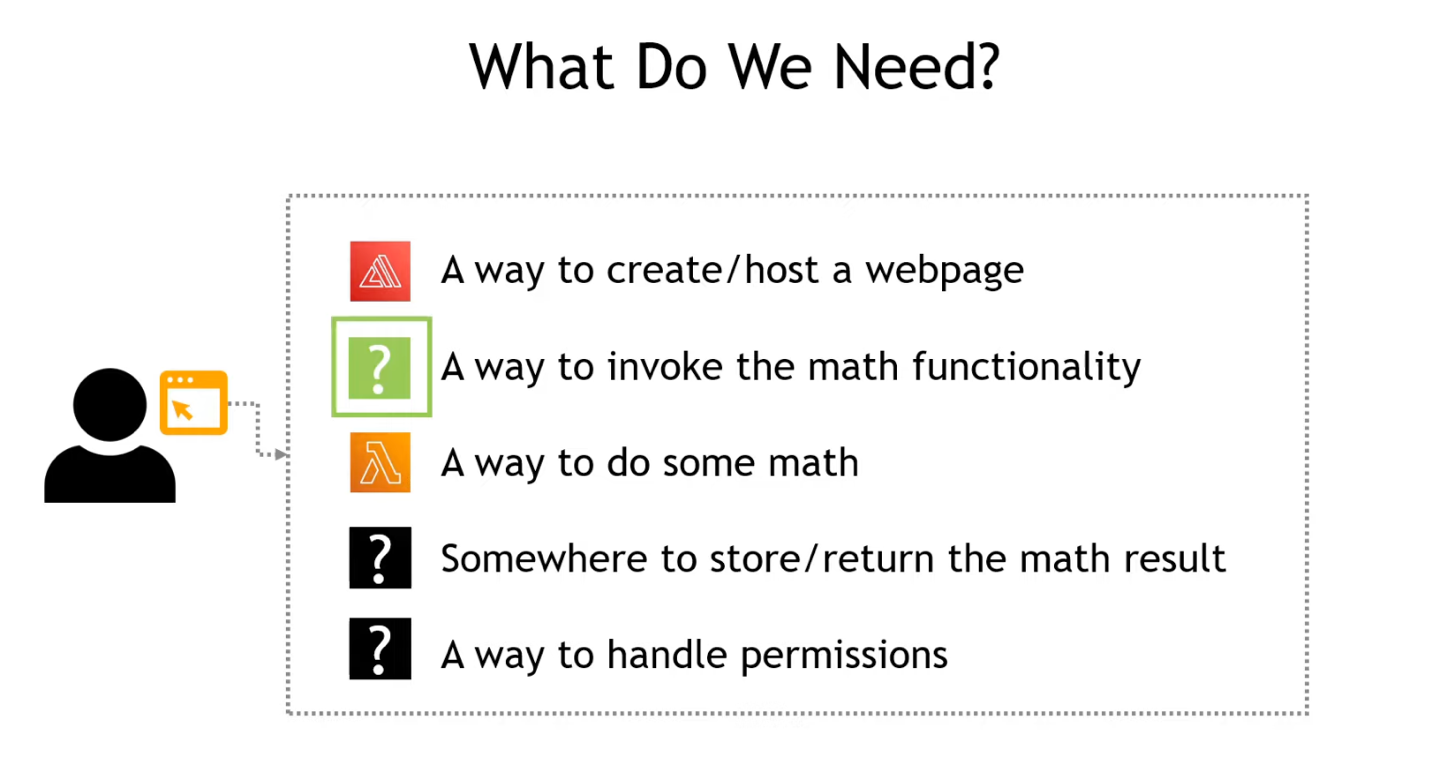 What Do We Need?
A way to create/host a webpage
?
A way to invoke the math functionality
A way to do some math
?
Somewhere to store/return the math result
?
A way to handle permissions